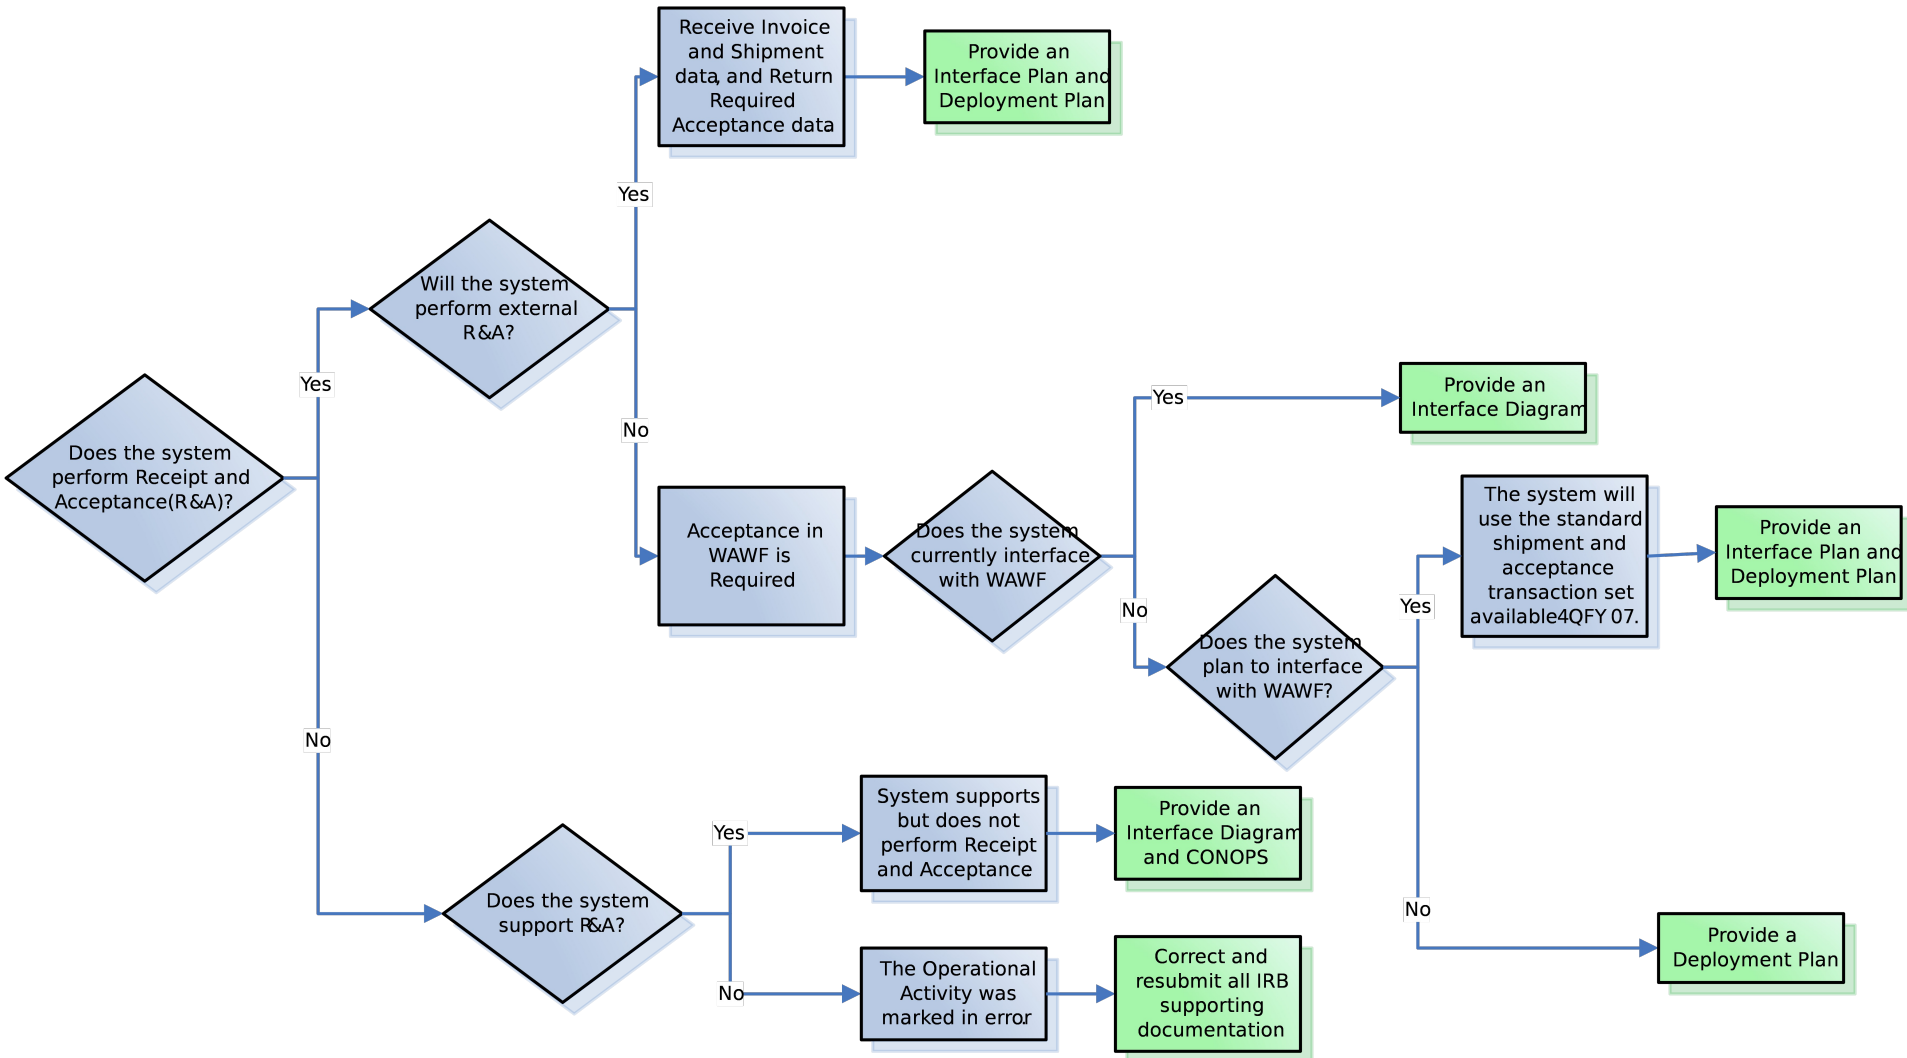 Receive Invoice
and Shipment
data, and Return
Required
Acceptance data.
Provide an
Interface Plan and
Deployment Plan
Yes
Will the system
perform external
R&A?
Yes
No
Does the system
perform Receipt and
Acceptance(R&A)?
Yes
Provide an
Interface Diagram
Acceptance in
WAWF is
Required
Does the system
currently interface
with WAWF
No
The system will
use the standard
shipment and
acceptance
transaction set
available4QFY 07.
Provide an
Interface Plan and
Deployment Plan
Yes
Does the system
plan to interface
with WAWF?
No
No
Provide a
Deployment Plan
Does the system
support R&A?
Yes
System supports
but does not
perform Receipt
and Acceptance.
Provide an
Interface Diagram
and CONOPS
No
The Operational
Activity was
marked in error.
Correct and
resubmit all IRB
supporting
documentation